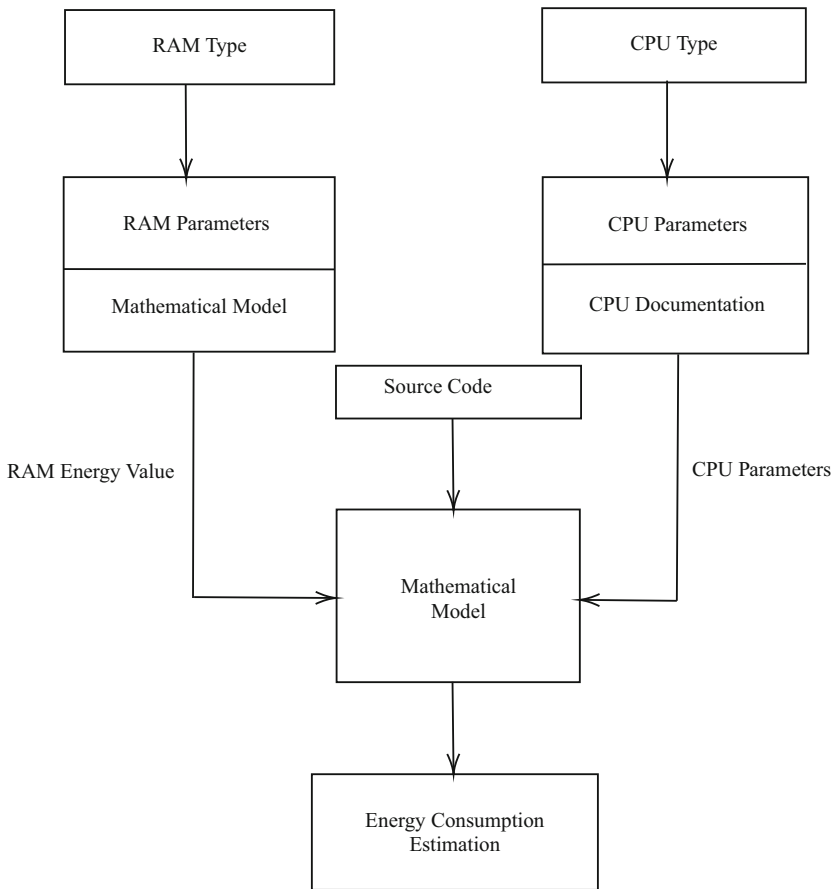 RAM Type
CPU Type
RAM Parameters
CPU Parameters
Mathematical Model
CPU Documentation
Source Code
RAM Energy Value
CPU Parameters
Mathematical
Model
Energy Consumption
Estimation